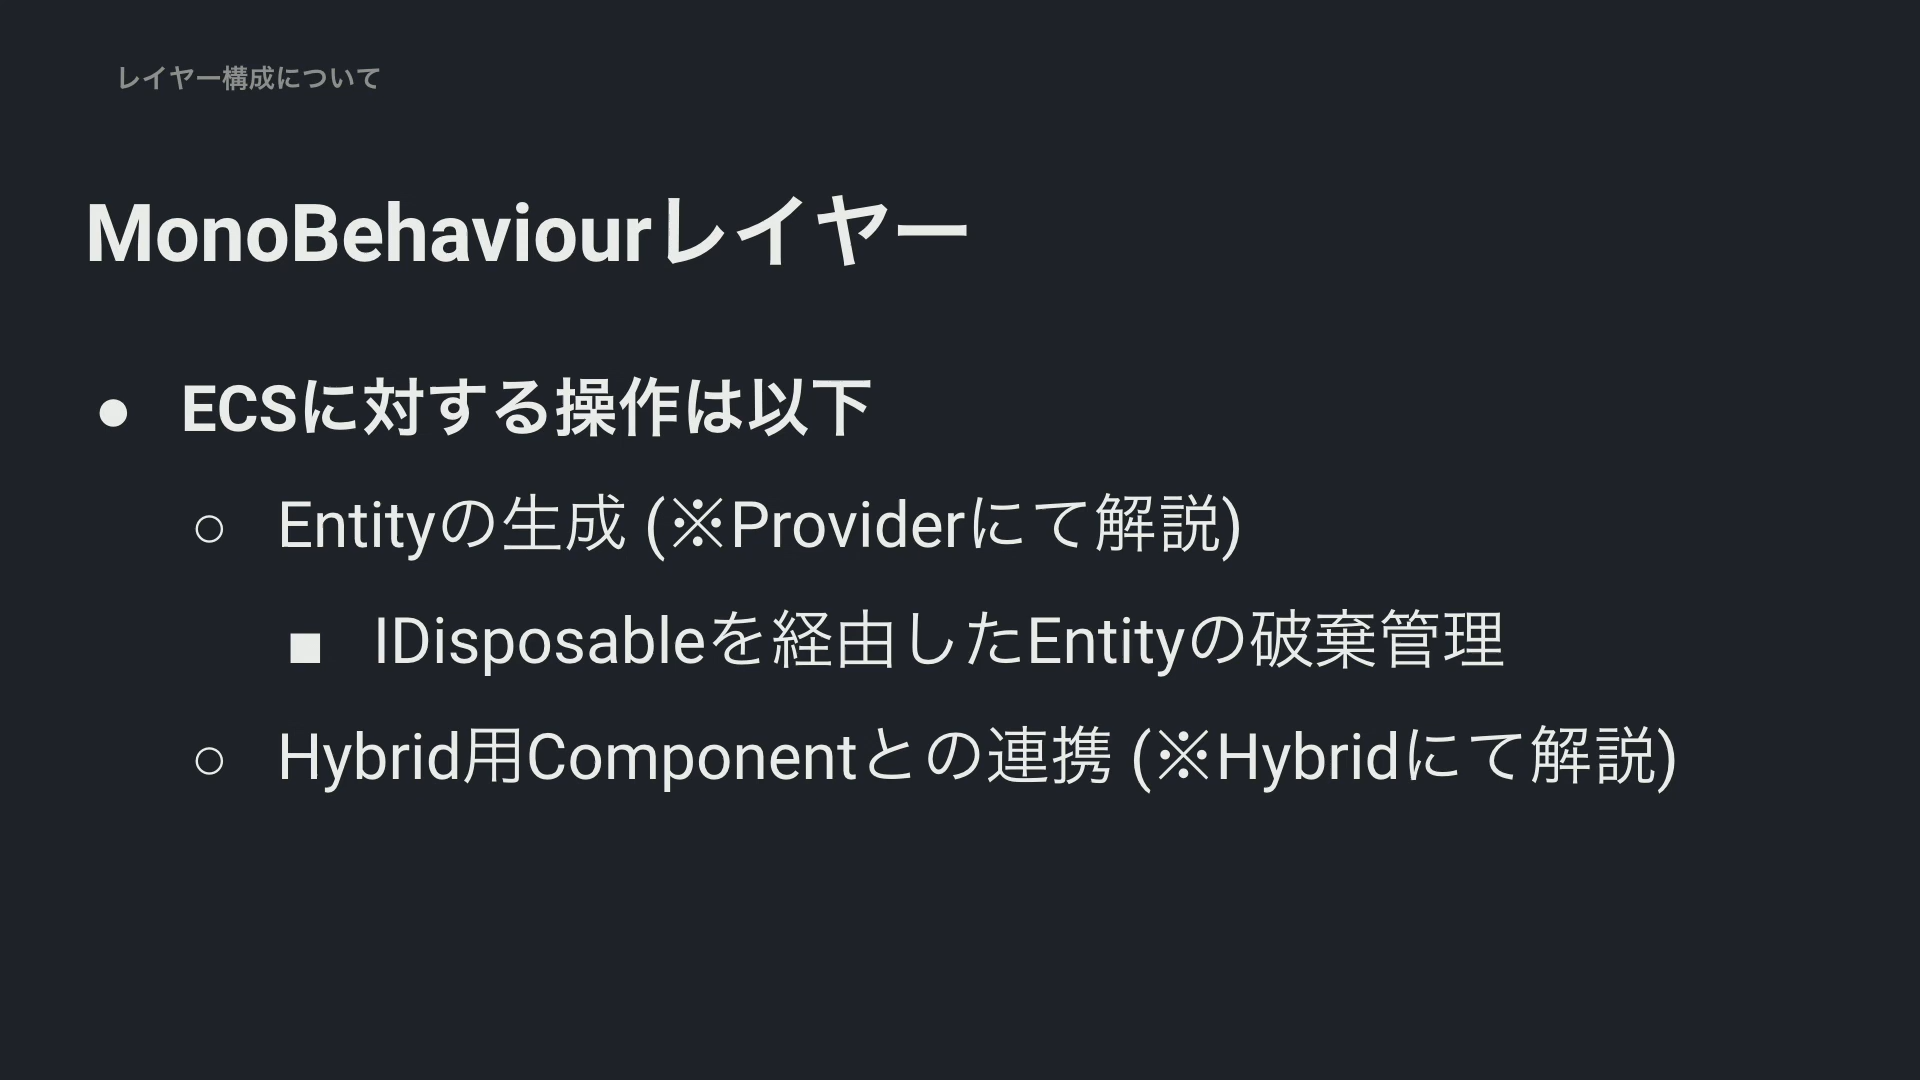 レイヤー構成について
MonoBehaviourレイヤー
● ECSに対する操作は以下
○ Entityの生成 (※Providerにて解説)
■ IDisposableを経由したEntityの破棄管理
○ Hybrid用Componentとの連携 (※Hybridにて解説)